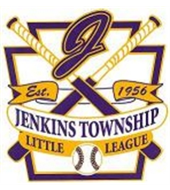 J
Est. 1956
JENKINS TOWNSHIP
LITTLE LEAGUE